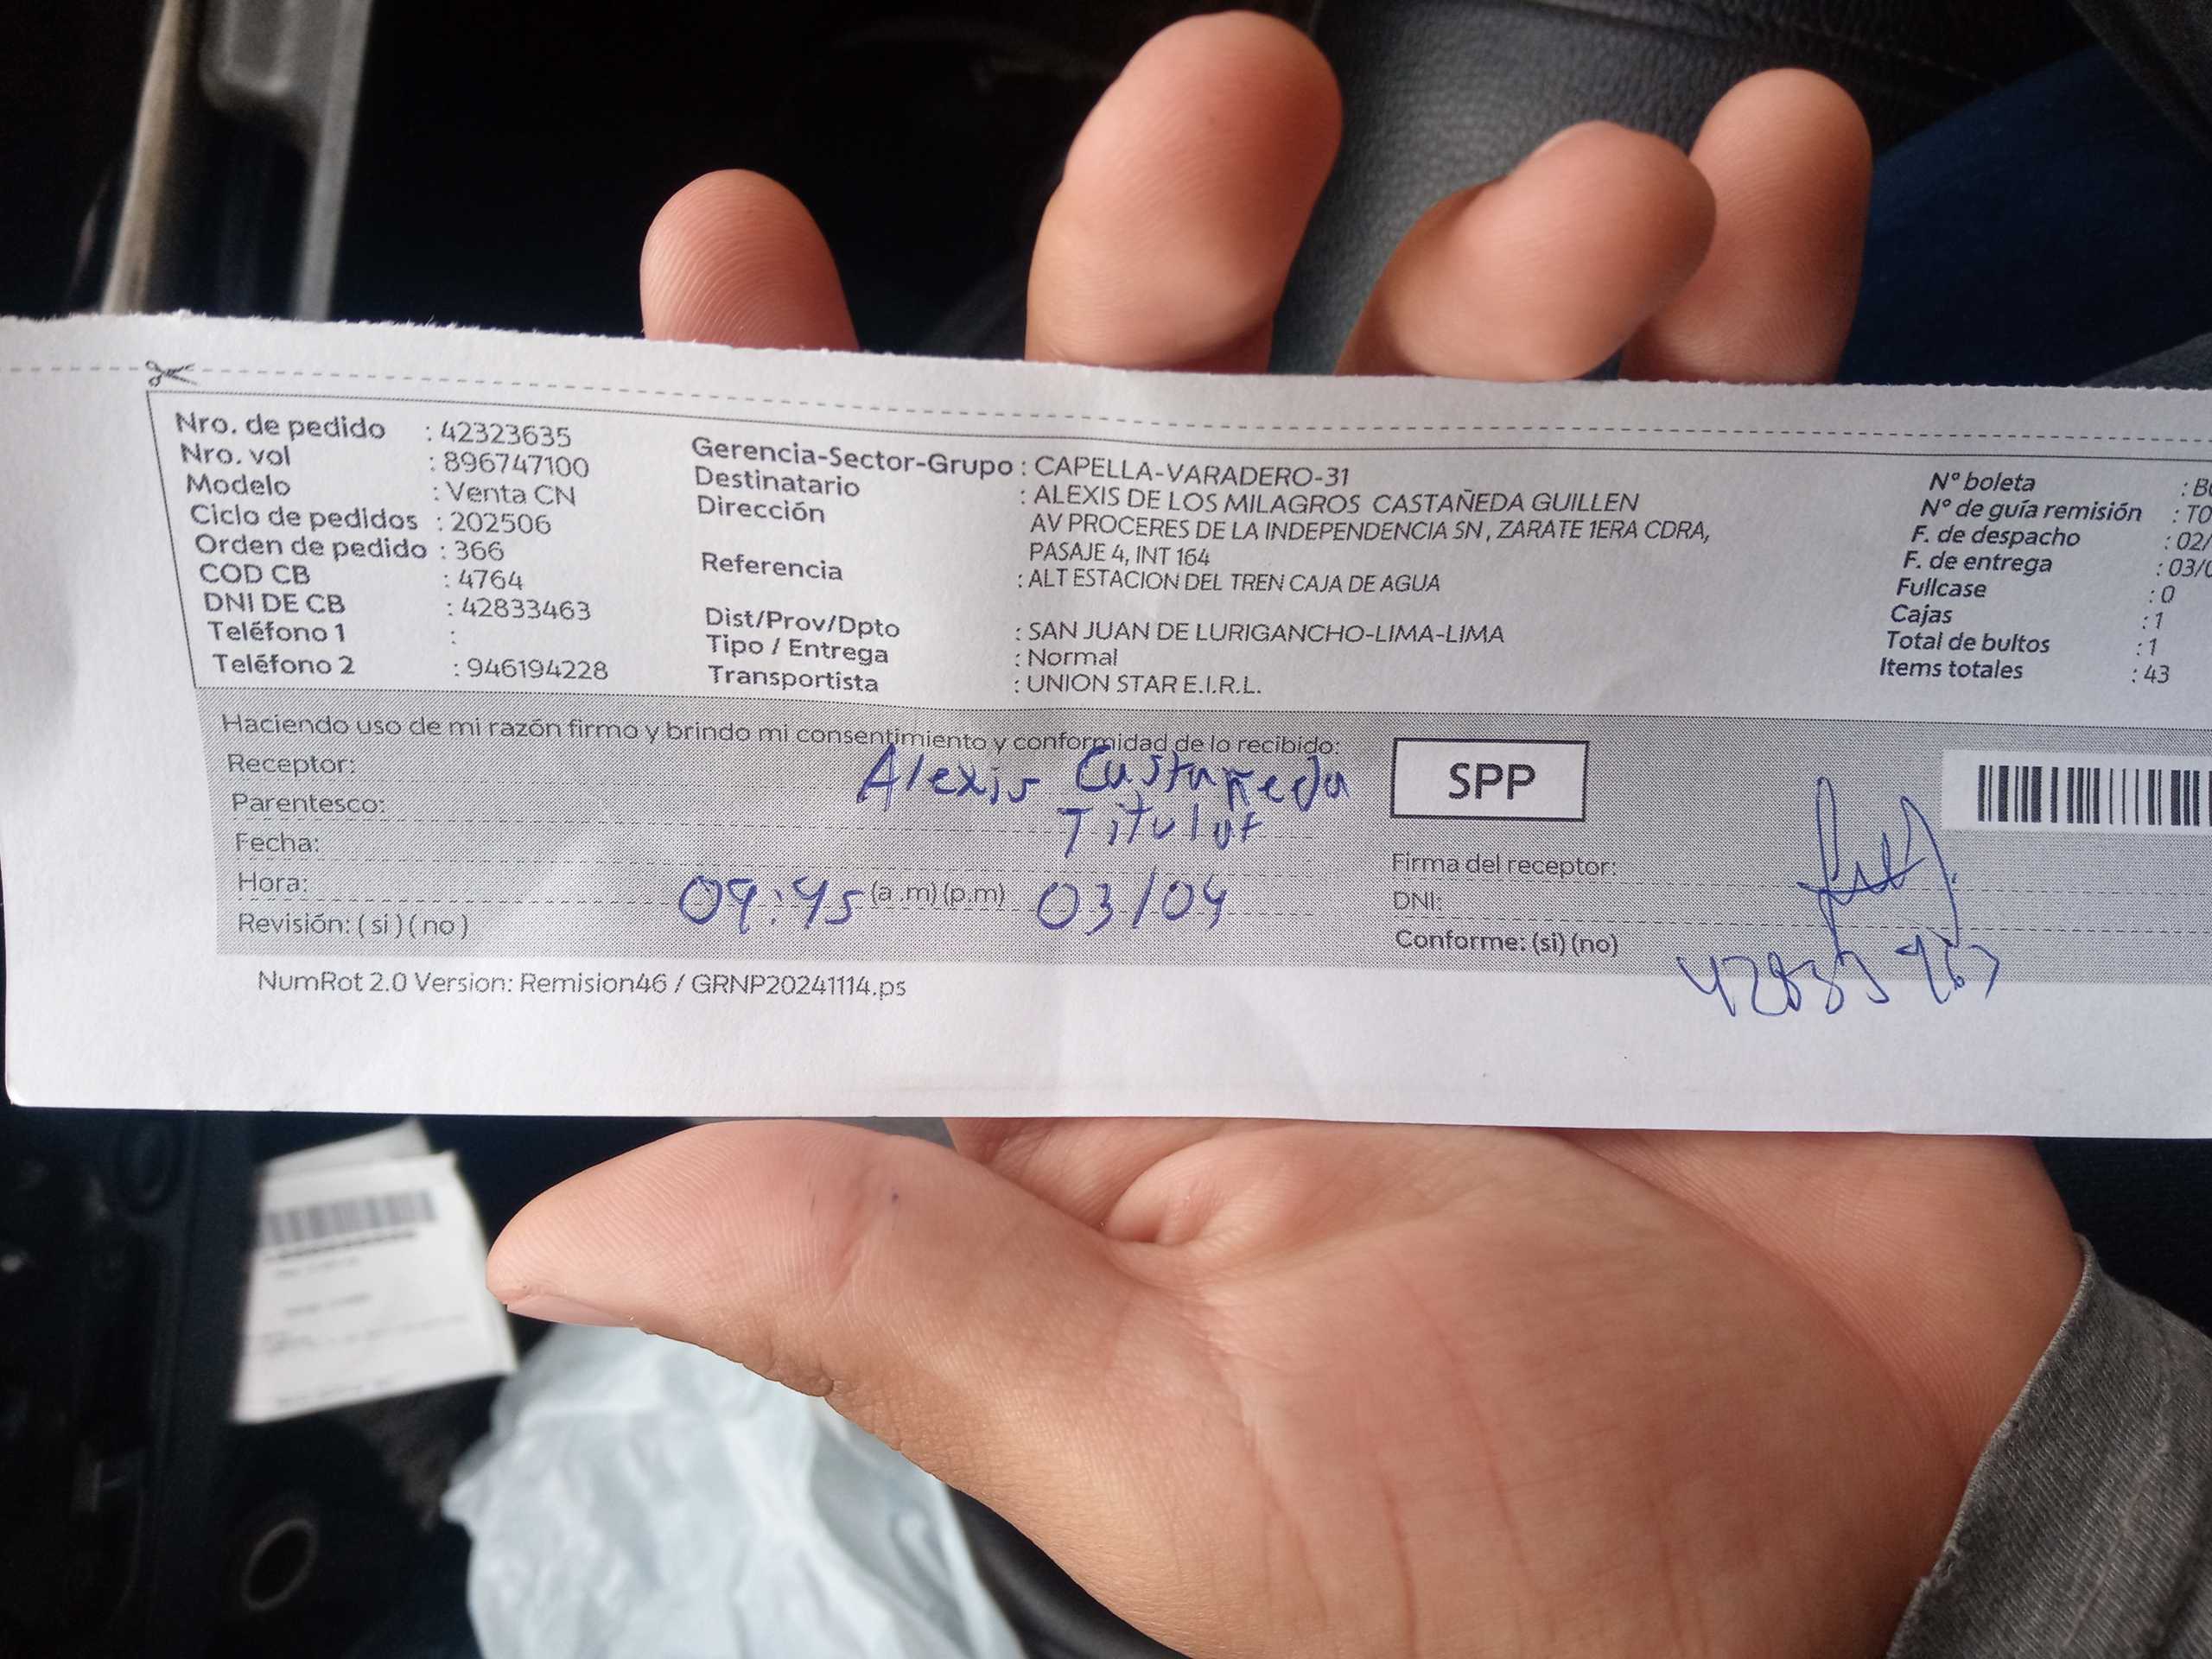 Nro. de pedido : 42323635
Nro. vol : 896747100
Modelo : Venta CN
Ciclo de pedidos : 202506
Orden de pedido : 366
COD CB : 4764
DNI DE CB : 42833463
Teléfono 1 :
Teléfono 2 : 946194228
Gerencia-Sector-Grupo : CAPELLA-VARADERO-31
Destinatario : ALEXIS DE LOS MILAGROS CASTAÑEDA GUILLEN
Dirección AV PROCERES DE LA INDEPENDENCIA SN, ZARATE 1ERA CDRA,
PASAJE 4, INT 164
Referencia : ALT ESTACION DEL TREN CAJA DE AGUA
Dist/Prov/Dpto : SAN JUAN DE LURIGANCHO-LIMA-LIMA
Tipo / Entrega : Normal
Transportista : UNION STAR E.I.R.L.
N° boleta : B
N° de guía remisión : T0
F. de despacho : 02/
F. de entrega : 03/0
Fullcase : 0
Cajas : 1
Total de bultos : 1
Items totales : 43
Haciendo uso de mi razón firmo y brindo mi consentimiento y conformidad de lo recibido:
Receptor: Alexis Castañeda
Parentesco: Titular
Fecha:
Hora: 09:45 (a.m) (p.m) 03/04
Revisión: ( si ) ( no )
SPP
Firma del receptor:
DNI:
Conforme: (si) (no)
42833463
NumRot 2.0 Version: Remision46 / GRNP20241114.ps